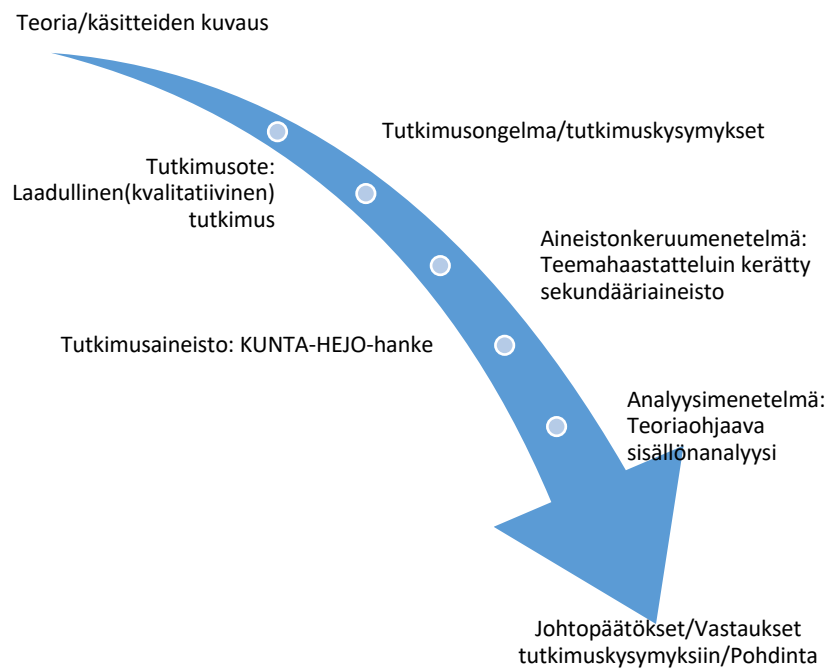 Teoria/käsitteiden kuvaus
Tutkimusongelma/tutkimuskysymykset
Tutkimusote:
Laadullinen(kvalitatiivinen)
tutkimus
Aineistonkeruumenetelmä:
Teemahaastatteluin kerätty
sekundääriaineisto
Tutkimusaineisto: KUNTA-HEJO-hanke
Analyysimenetelmä:
Teoriaohjaava
sisällönanalyysi
Johtopäätökset/Vastaukset
tutkimuskysymyksiin/Pohdinta